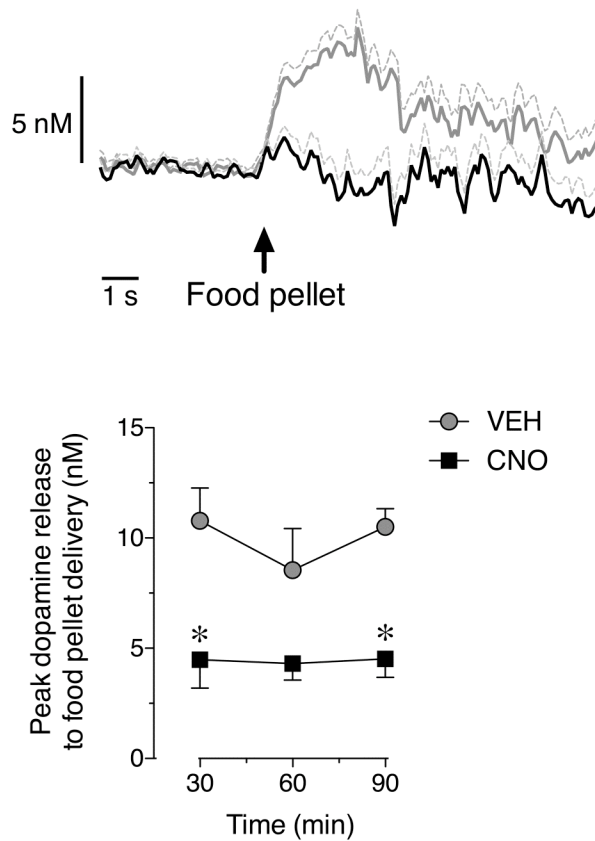 5 nM
1 s
Food pellet
VEH
CNO
Peak dopamine release
to food pellet delivery (nM)
15
10
5
0
*
*
30 60 90
Time (min)